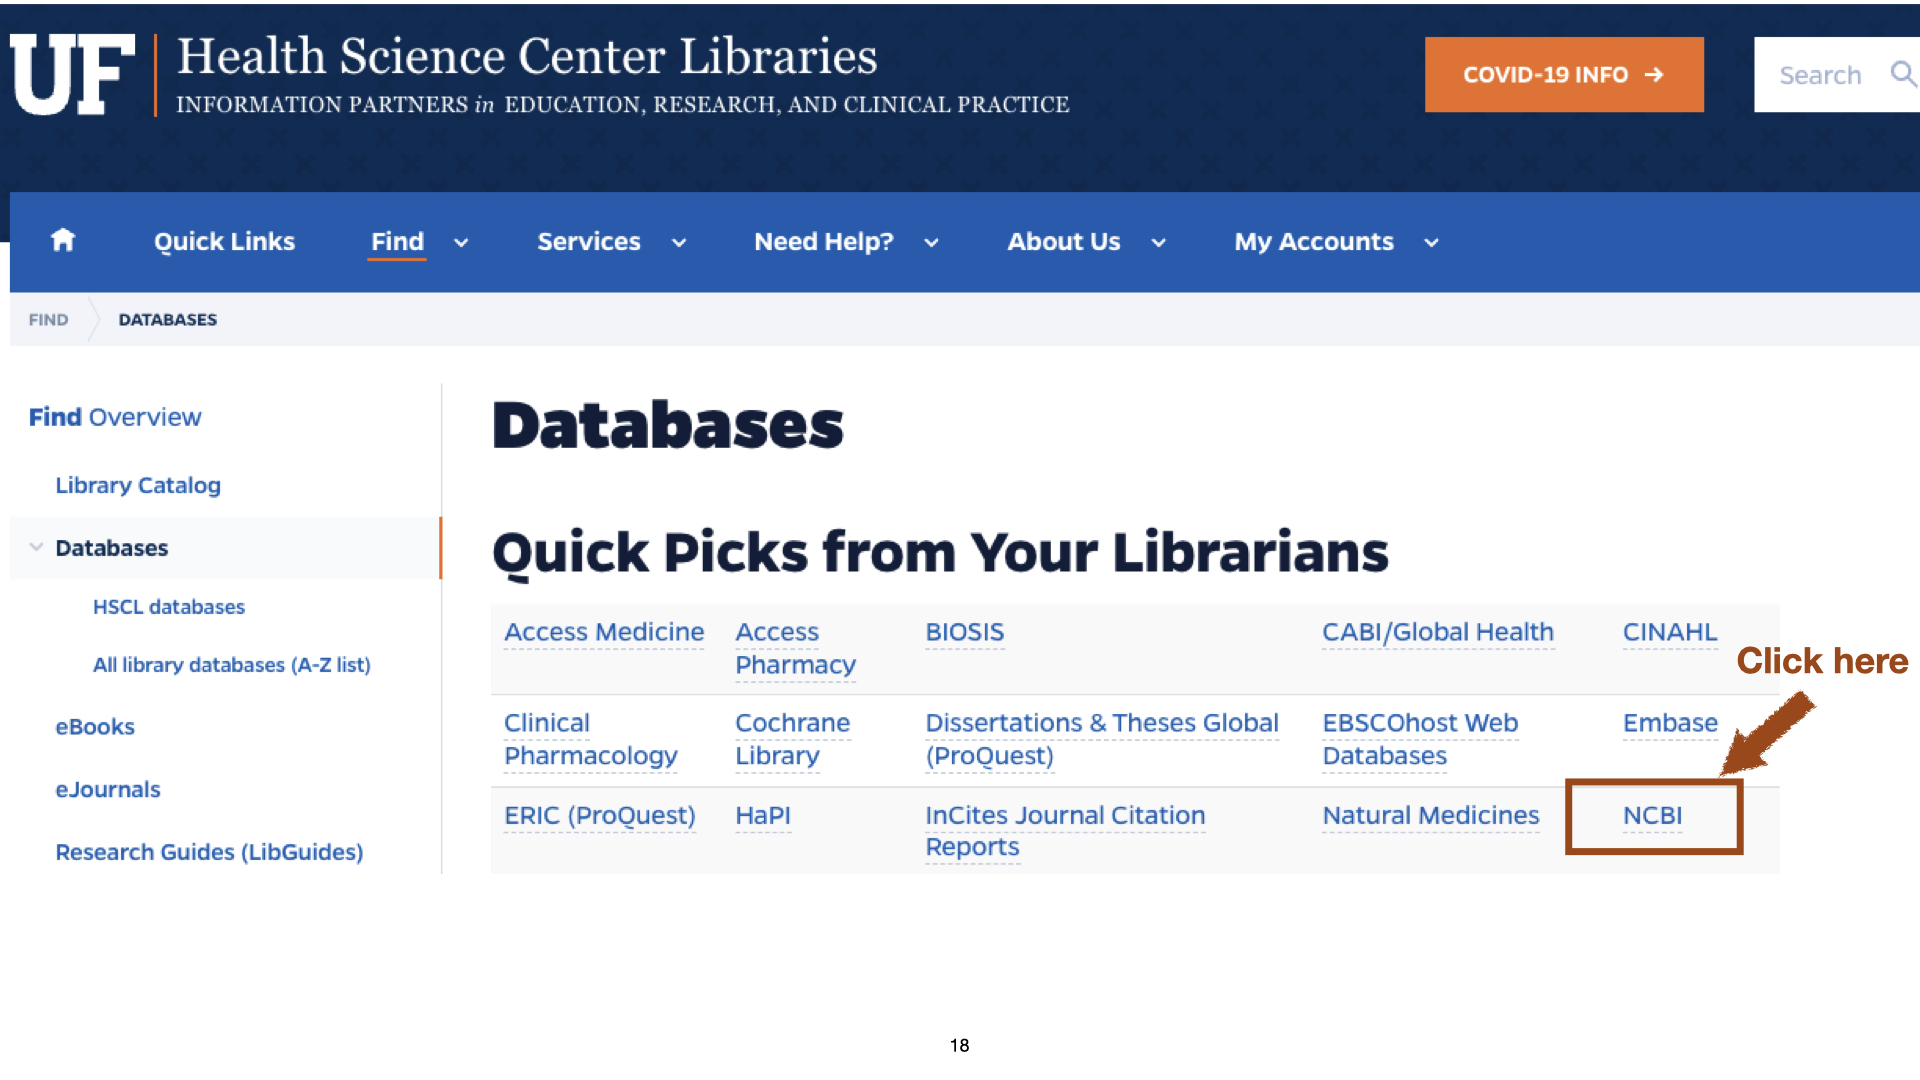 UF
Health Science Center Libraries
INFORMATION PARTNERS in EDUCATION, RESEARCH, AND CLINICAL PRACTICE
COVID-19 INFO →
Search
Quick Links
Find
Services
Need Help?
About Us
My Accounts
FIND
DATABASES
Find Overview
Library Catalog
Databases
HSCL databases
All library databases (A-Z list)
eBooks
eJournals
Research Guides (LibGuides)
Databases
Quick Picks from Your Librarians
Access Medicine
Access
Pharmacy
BIOSIS
CABI/Global Health
CINAHL
Click here
Clinical
Pharmacology
Cochrane
Library
Dissertations & Theses Global
(ProQuest)
EBSCOhost Web
Databases
Embase
ERIC (ProQuest)
HaPI
InCites Journal Citation
Reports
Natural Medicines
NCBI
18